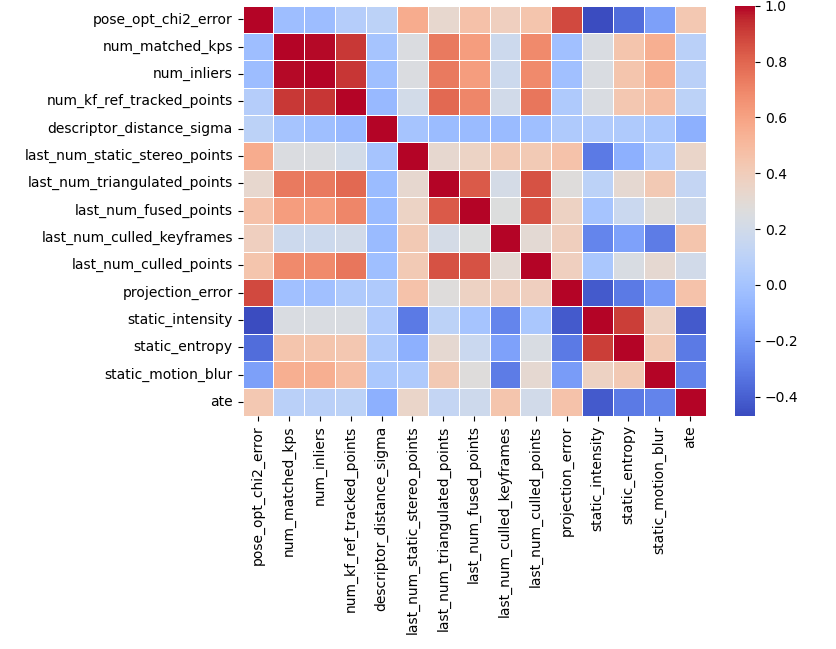 pose_opt_chi2_error
num_matched_kps
num_inliers
num_kf_ref_tracked_points
descriptor_distance_sigma
last_num_static_stereo_points
last_num_triangulated_points
last_num_fused_points
last_num_culled_keyframes
last_num_culled_points
projection_error
static_intensity
static_entropy
static_motion_blur
ate
pose_opt_chi2_error
num_matched_kps
num_inliers
num_kf_ref_tracked_points
descriptor_distance_sigma
last_num_static_stereo_points
last_num_triangulated_points
last_num_fused_points
last_num_culled_keyframes
last_num_culled_points
projection_error
static_intensity
static_entropy
static_motion_blur
ate
1.0
0.8
0.6
0.4
0.2
0.0
−0.2
−0.4